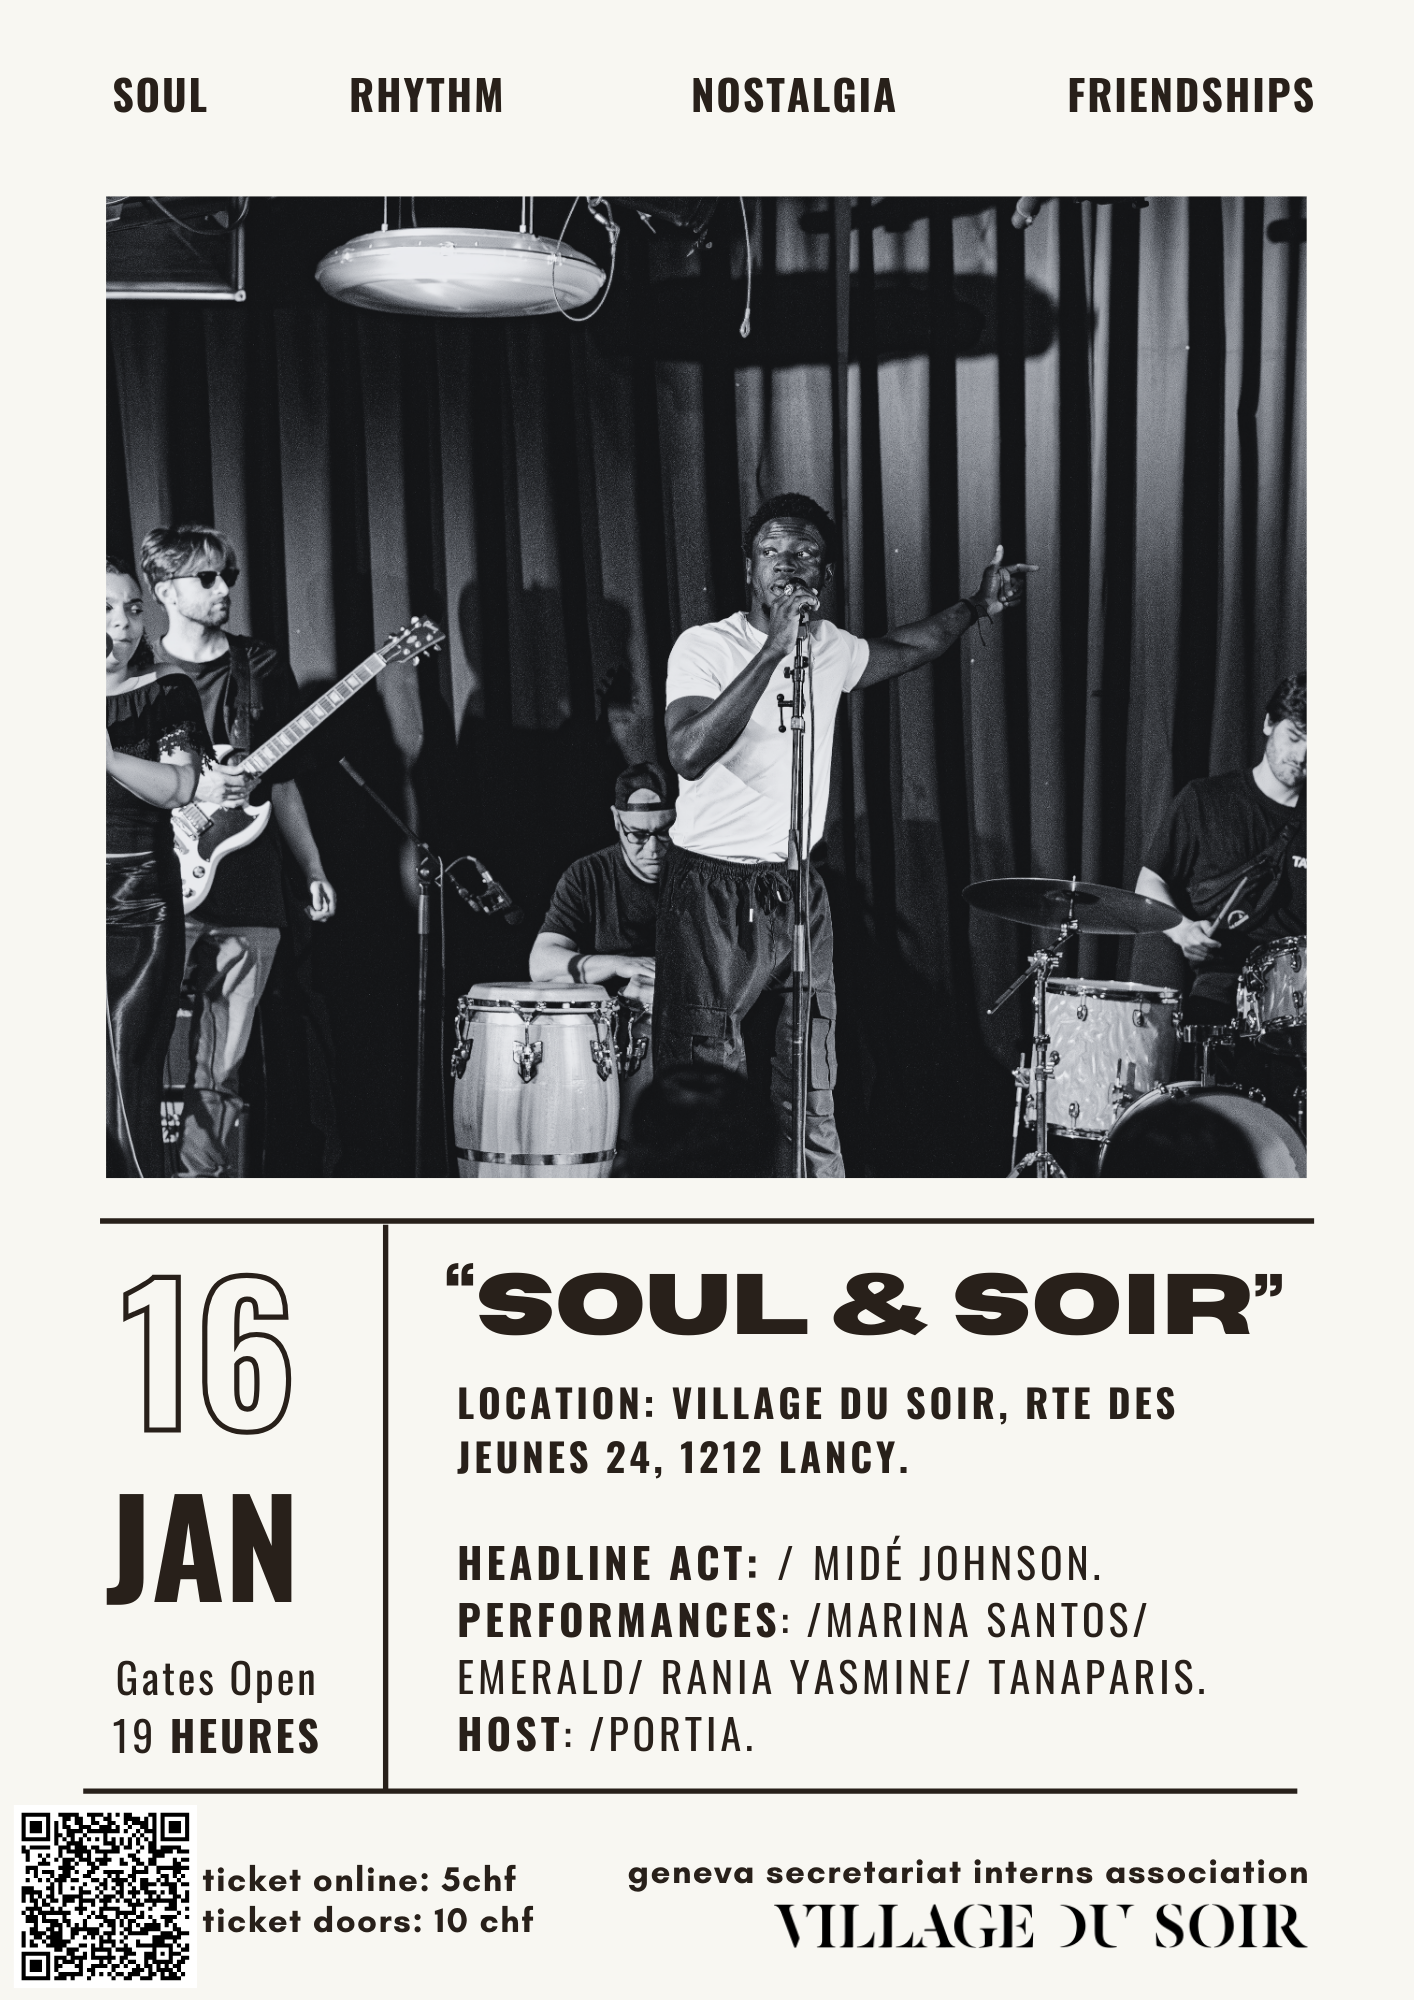 SOUL RHYTHM NOSTALGIA FRIENDSHIPS
TA
16
JAN
Gates Open
19 HEURES
“SOUL & SOIR”
LOCATION: VILLAGE DU SOIR, RTE DES
JEUNES 24, 1212 LANCY.
HEADLINE ACT: / MIDÉ JOHNSON.
PERFORMANCES: /MARINA SANTOS/
EMERALD/ RANIA YASMINE/ TANAPARIS.
HOST: /PORTIA.
ticket online: 5chf
ticket doors: 10 chf
geneva secretariat interns association
VILLAGE DU SOIR